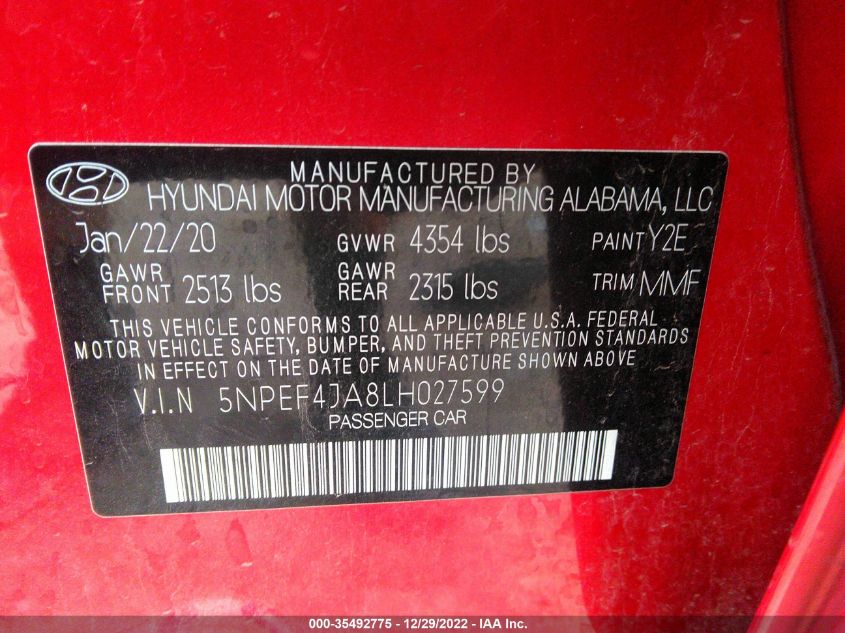 MANUFACTURED BY
HYUNDAI MOTOR MANUFACTURING ALABAMA, LLC
Jan/22/20 GVWR 4354 lbs PAINT Y2E
GAWR FRONT 2513 lbs GAWR REAR 2315 lbs TRIM MMF
THIS VEHICLE CONFORMS TO ALL APPLICABLE U.S.A. FEDERAL
MOTOR VEHICLE SAFETY, BUMPER, AND THEFT PREVENTION STANDARDS
IN EFFECT ON THE DATE OF MANUFACTURE SHOWN ABOVE
V.I.N 5NPEF4JA8LH027599
PASSENGER CAR
000-35492775 - 12/29/2022 - IAA Inc.